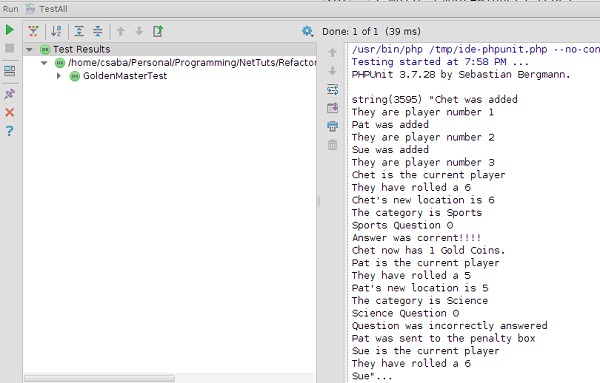 Run TestAll
Done: 1 of 1 (39 ms)
Test Results
/home/csaba/Personal/Programming/NetTuts/Refactor
GoldenMasterTest
/usr/bin/php /tmp/ide-phpunit.php --no-con
Testing started at 7:58 PM ...
PHPUnit 3.7.28 by Sebastian Bergmann.
string(3595) "Chet was added
They are player number 1
Pat was added
They are player number 2
Sue was added
They are player number 3
Chet is the current player
They have rolled a 6
Chet's new location is 6
The category is Sports
Sports Question 0
Answer was corrent!!!!
Chet now has 1 Gold Coins.
Pat is the current player
They have rolled a 5
Pat's new location is 5
The category is Science
Science Question 0
Question was incorrectly answered
Pat was sent to the penalty box
Sue is the current player
They have rolled a 6
Sue"...